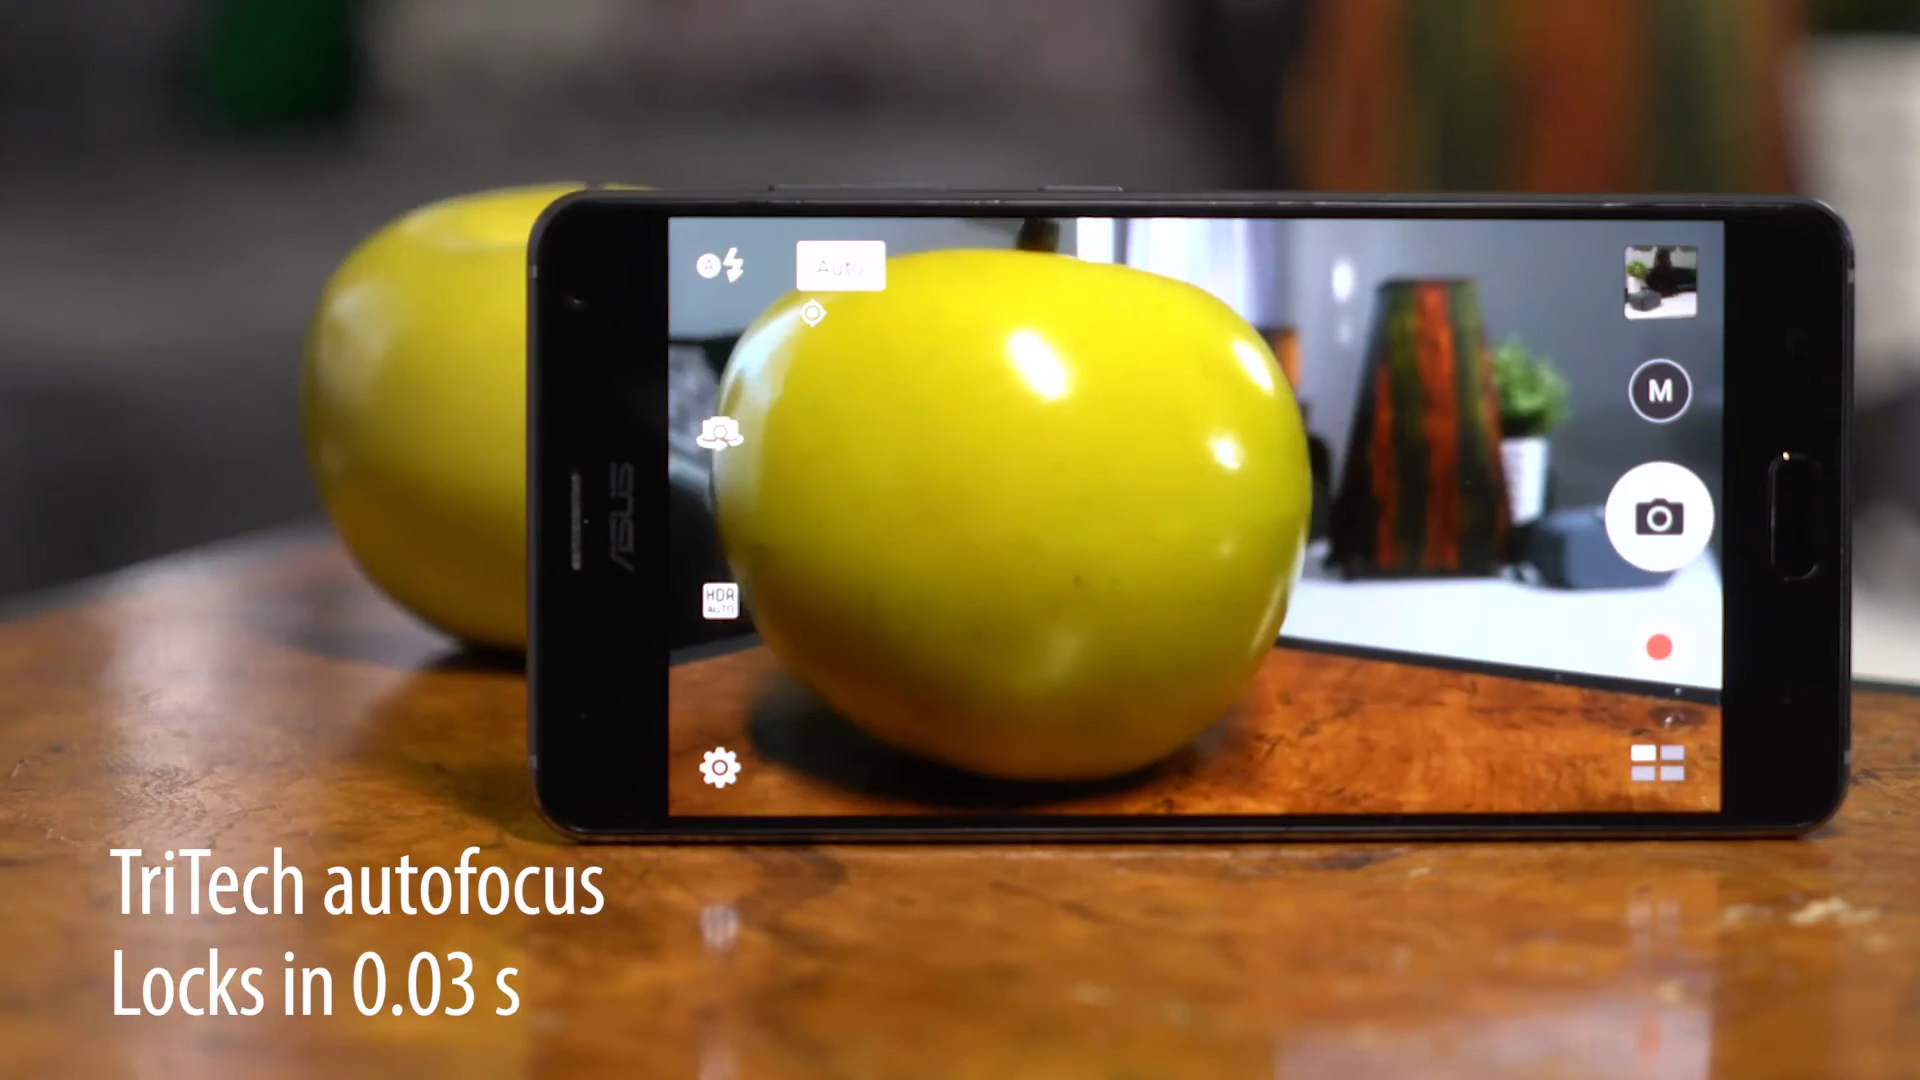 A
Auto
M
ASUS
HDR
AUTO
TriTech autofocus
Locks in 0.03 s